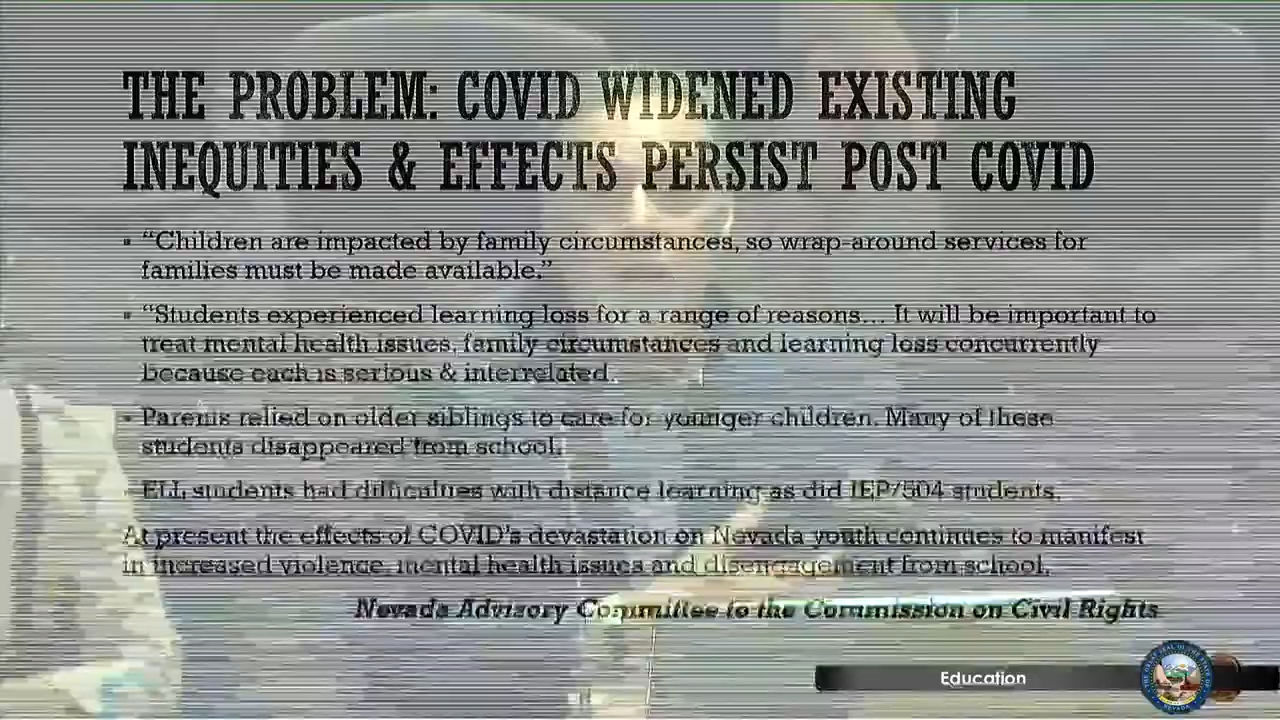 THE PROBLEM: COVID WIDENED EXISTING
INEQUITIES & EFFECTS PERSIST POST COVID
▪ “Children are impacted by family circumstances, so wrap-around services for
families must be made available.”
▪ “Students experienced learning loss for a range of reasons… It will be important to
treat mental health issues, family circumstances and learning loss concurrently
because each is serious & interrelated.
▪ Parents relied on older siblings to care for younger children. Many of these
students disappeared from school.
▪ ELL students had difficulties with distance learning as did IEP/504 students.
At present the effects of COVID’s devastation on Nevada youth continues to manifest
in increased violence, mental health issues and disengagement from school.
Nevada Advisory Committee to the Commission on Civil Rights
Education